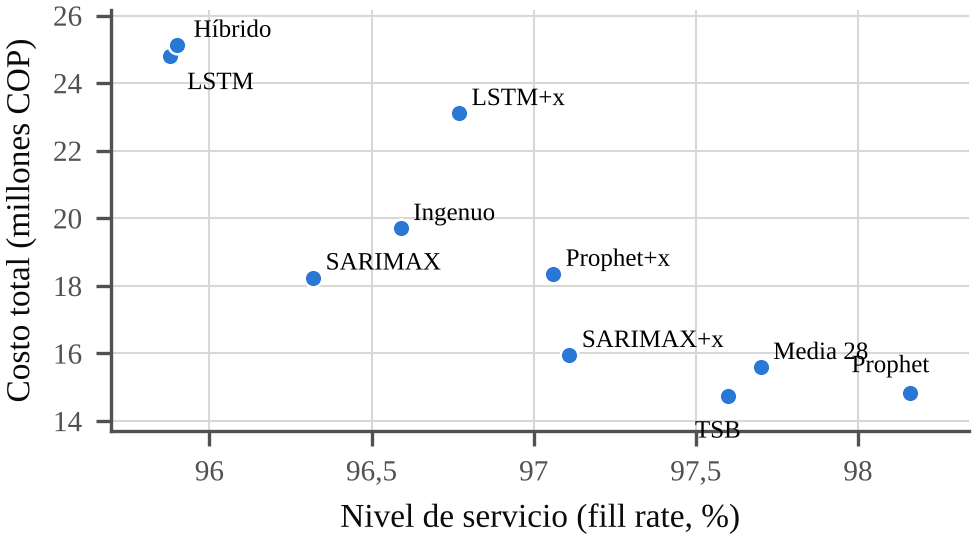 26
Híbrido
LSTM
24
LSTM+x
22
20
Ingenuo
SARIMAX
18
Prophet+x
SARIMAX+x
16
Media 28
Prophet
14
TSB
96
96,5
97
97,5
98
Costo total (millones COP)
Nivel de servicio (fill rate, %)